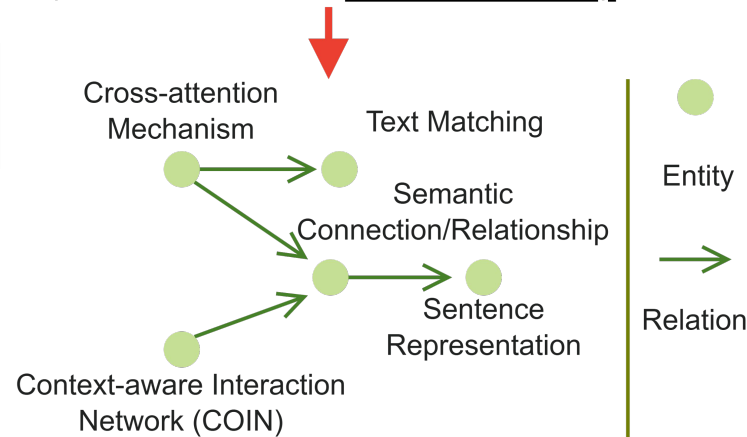 Cross-attention
Mechanism
Text Matching
Semantic
Connection/Relationship
Sentence
Representation
Context-aware Interaction
Network (COIN)
Entity
Relation